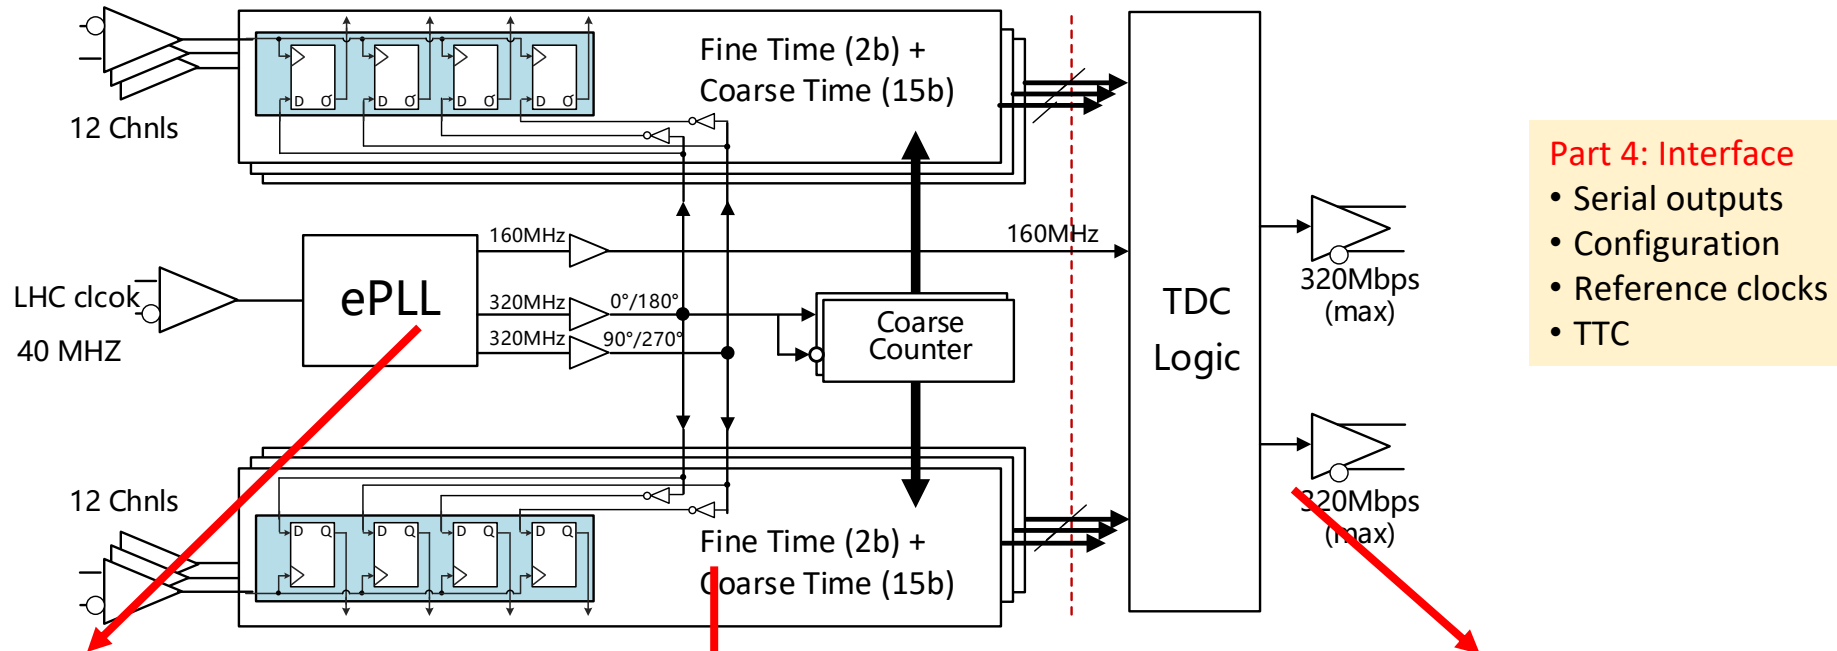 12 Chnls
D Q D Q D Q D Q
Fine Time (2b) +
Coarse Time (15b)
LHC clcok
40 MHZ
ePLL
160MHz
320MHz
320MHz
0°/180°
90°/270°
160MHz
Coarse
Counter
TDC
Logic
320Mbps
(max)
320Mbps
(max)
12 Chnls
D Q D Q D Q D Q
Fine Time (2b) +
Coarse Time (15b)
Part 4: Interface
• Serial outputs
• Configuration
• Reference clocks
• TTC